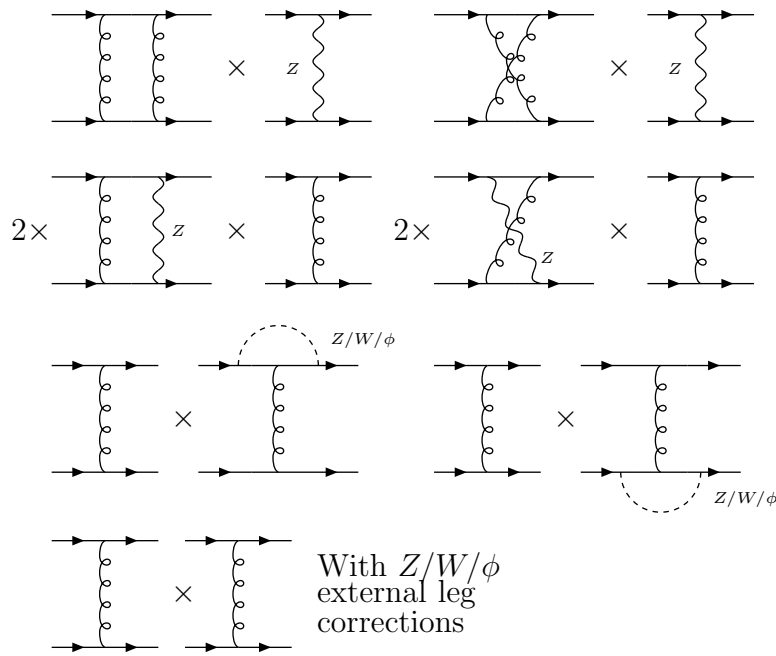 × Z × Z
2× Z × 2× Z ×
× Z/W/ϕ × Z/W/ϕ
× With Z/W/ϕ
external leg
corrections